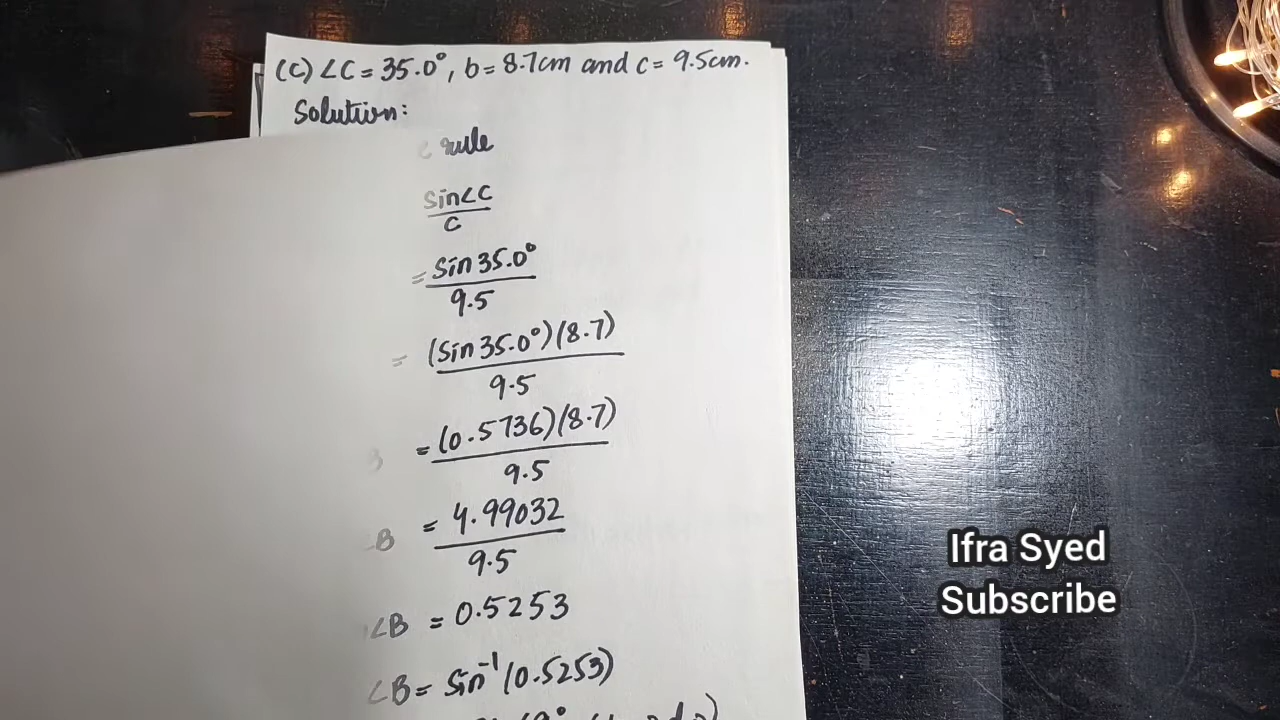 (C) ∠C = 35.0°, b = 8.7cm and c = 9.5cm.
Solution:
rule
Sin∠C
C
= Sin 35.0°
9.5
= (Sin 35.0°)(8.7)
9.5
= (0.5736)(8.7)
9.5
B = 4.99032
9.5
∠B = 0.5253
∠B = Sin⁻¹(0.5253)
Ifra Syed
Subscribe